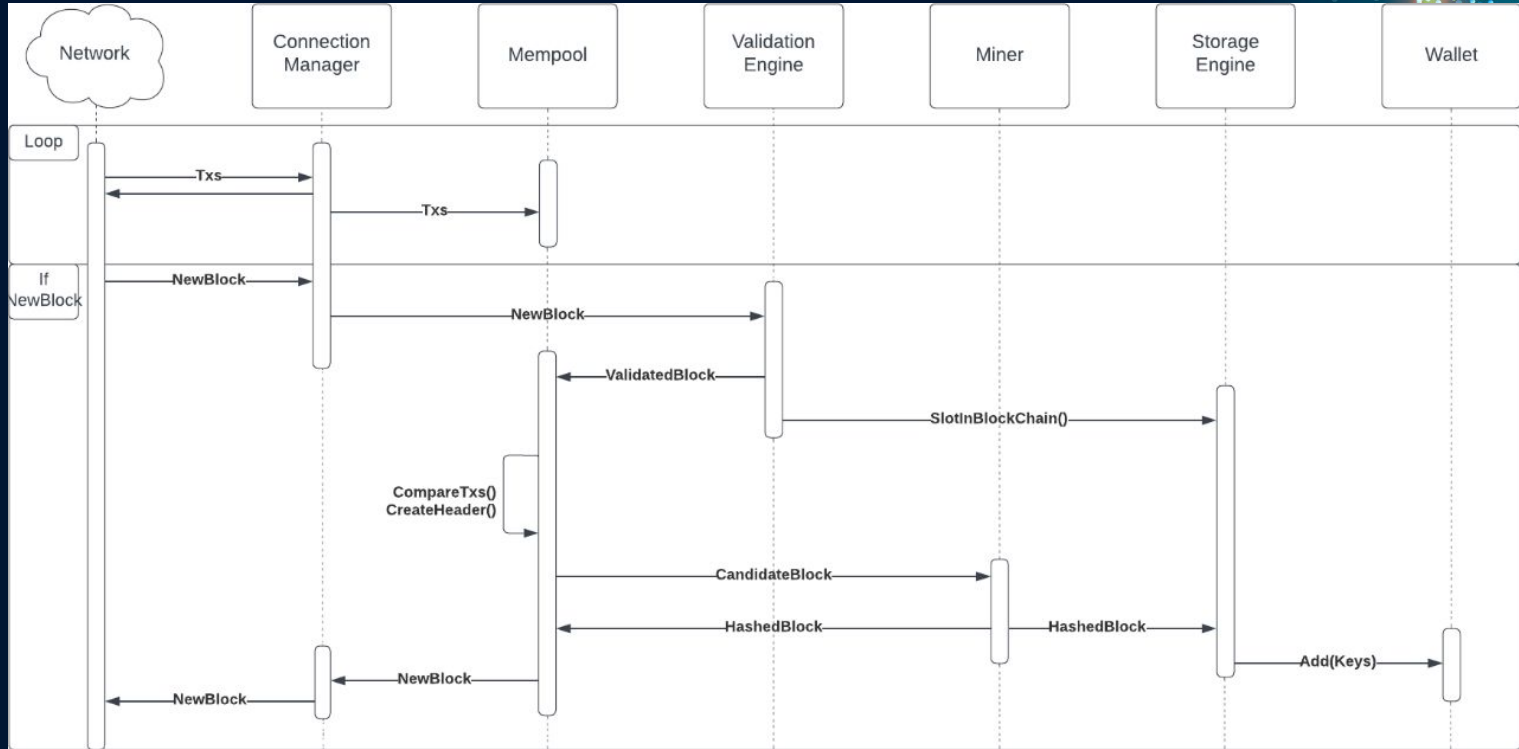 Network
Connection
Manager
Mempool
Validation
Engine
Miner
Storage
Engine
Wallet
Loop
Txs
Txs
If
NewBlock
NewBlock
NewBlock
ValidatedBlock
SlotInBlockChain()
CompareTxs()
CreateHeader()
CandidateBlock
HashedBlock
HashedBlock
Add(Keys)
NewBlock
NewBlock